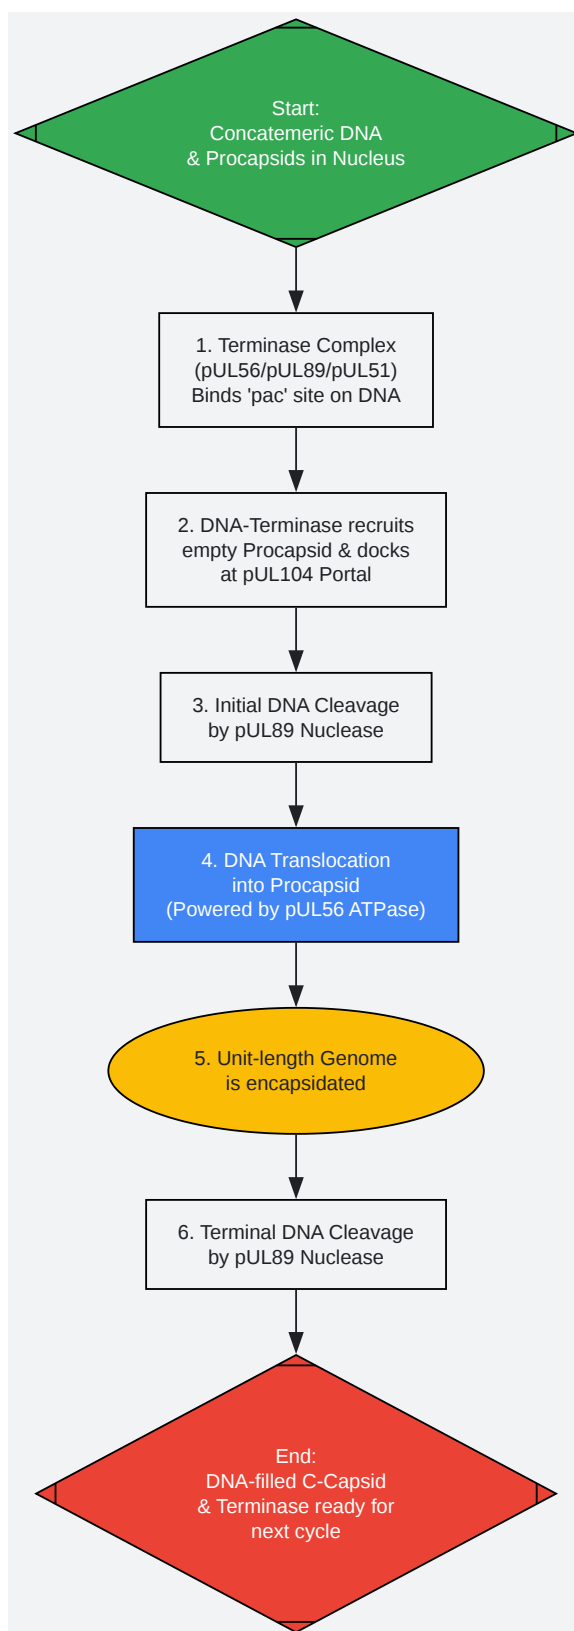 Start:
Concatemeric DNA
& Procapsids in Nucleus
1. Terminase Complex
(pUL56/pUL89/pUL51)
Binds 'pac' site on DNA
2. DNA-Terminase recruits
empty Procapsid & docks
at pUL104 Portal
3. Initial DNA Cleavage
by pUL89 Nuclease
4. DNA Translocation
into Procapsid
(Powered by pUL56 ATPase)
5. Unit-length Genome
is encapsidated
6. Terminal DNA Cleavage
by pUL89 Nuclease
End:
DNA-filled C-Capsid
& Terminase ready for
next cycle